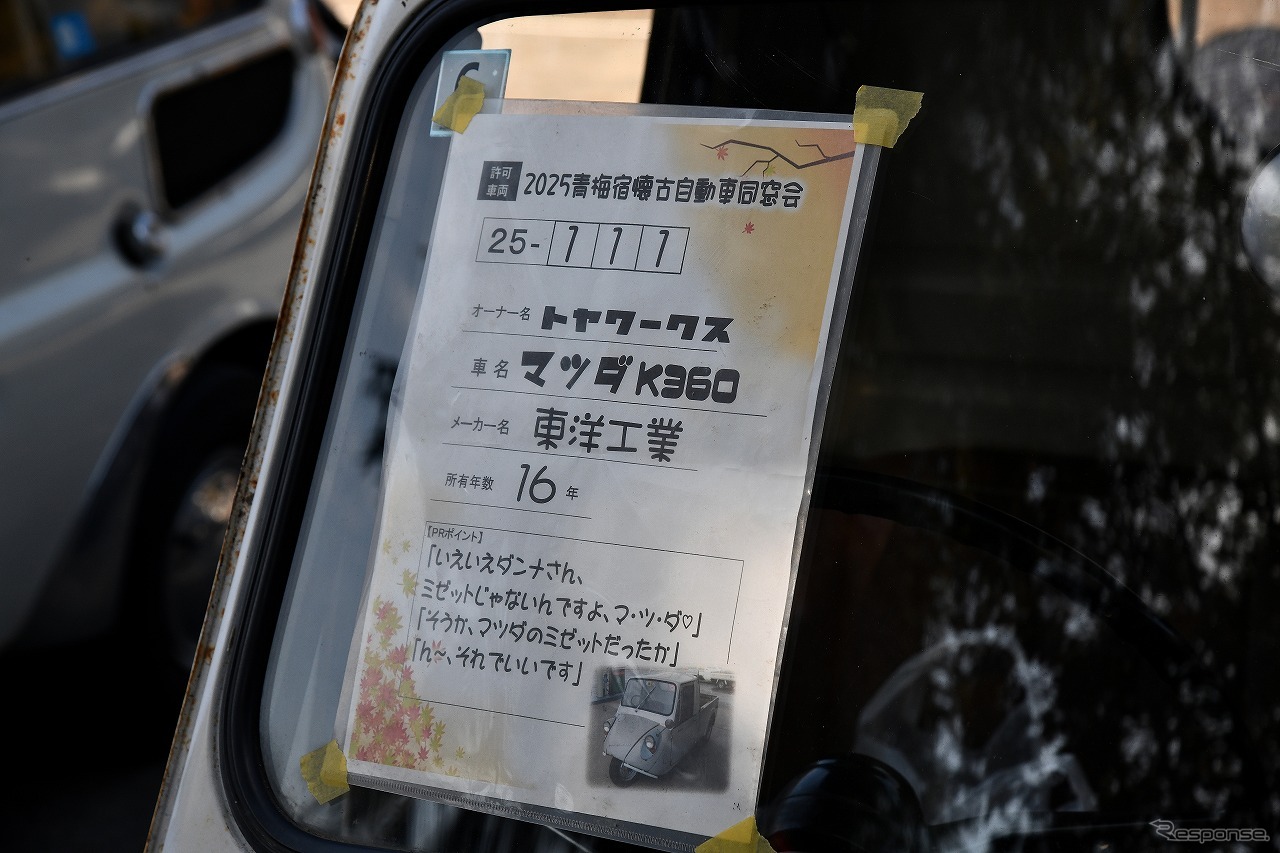 6
許可
車両
2025青梅宿懐古自動車同窓会
25-111
オーナー名 トヤワークス
車名 マツダK360
メーカー名 東洋工業
所有年数 16 年
【PRポイント】
「いえいえダンナさん、
ミゼットじゃないんですよ、マ・ツ・ダ♡」
「そうか、マツダのミゼットだったか」
「ん〜、それでいいです」
Response.